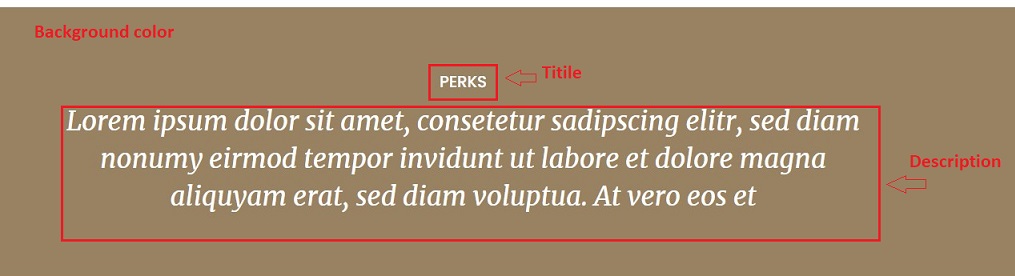 Background color
PERKS
Titile
Lorem ipsum dolor sit amet, consetetur sadipscing elitr, sed diam
nonumy eirmod tempor invidunt ut labore et dolore magna
aliquyam erat, sed diam voluptua. At vero eos et
Description